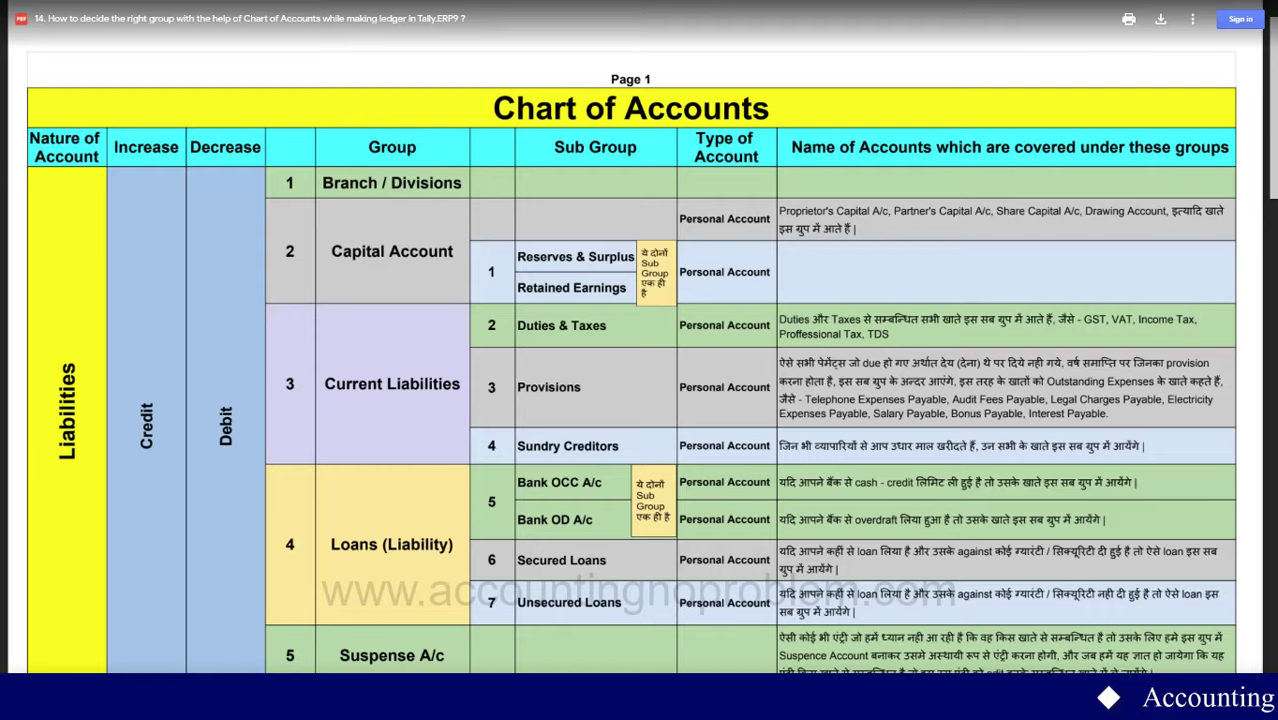 14. How to decide the right group with the help of Chart of Accounts while making ledger in Tally.ERP9 ?
Sign in
Page 1
Chart of Accounts
Nature of Account
Increase
Decrease
Group
Sub Group
Type of Account
Name of Accounts which are covered under these groups
Liabilities
Credit
Debit
1
Branch / Divisions
2
Capital Account
Personal Account
Proprietor's Capital A/c, Partner's Capital A/c, Share Capital A/c, Drawing Account, इत्यादि खाते
इस ग्रुप में आते हैं |
1
Reserves & Surplus
Retained Earnings
ये दोनों
Sub
Group
एक ही
है
Personal Account
3
Current Liabilities
2
Duties & Taxes
Personal Account
Duties और Taxes से सम्बन्धित सभी खाते इस सब ग्रुप में आते हैं, जैसे - GST, VAT, Income Tax,
Proffessional Tax, TDS
3
Provisions
Personal Account
ऐसे सभी पेमेंट्स जो due हो गए अर्थात देय (देना) थे पर दिये नही गये, वर्ष समाप्ति पर जिनका provision
करना होता है, इस सब ग्रुप के अन्दर आएंगे, इस तरह के खातों को Outstanding Expenses के खाते कहते हैं,
जैसे - Telephone Expenses Payable, Audit Fees Payable, Legal Charges Payable, Electricity
Expenses Payable, Salary Payable, Bonus Payable, Interest Payable.
4
Sundry Creditors
Personal Account
जिन भी व्यापारियों से आप उधार माल खरीदते हैं, उन सभी के खाते इस सब ग्रुप में आयेंगे |
4
Loans (Liability)
5
Bank OCC A/c
Bank OD A/c
ये दोनों
Sub
Group
एक ही है
Personal Account
यदि आपने बैंक से cash - credit लिमिट ली हुई है तो उसके खाते इस सब ग्रुप में आयेंगे |
Personal Account
यदि आपने बैंक से overdraft लिया हुआ है तो उसके खाते इस सब ग्रुप में आयेंगे |
6
Secured Loans
Personal Account
यदि आपने कहीं से loan लिया है और उसके against कोई ग्यारंटी / सिक्यूरिटी दी हुई है तो ऐसे loan इस सब
ग्रुप में आयेंगे |
7
Unsecured Loans
Personal Account
यदि आपने कहीं से loan लिया है और उसके against कोई ग्यारंटी / सिक्यूरिटी नही दी हुई है तो ऐसे loan इस
सब ग्रुप में आयेंगे |
www.accountingnoproblem.com
5
Suspense A/c
ऐसी कोई भी एंट्री जो हमें ध्यान नही आ रही है कि वह किस खाते से सम्बन्धित है तो उसके लिए हमे इस ग्रुप में
Suspence Account बनाकर उसमे अस्थायी रूप से एंट्री करना होगी, और जब हमें यह ज्ञात हो जायेगा कि यह
Accounting